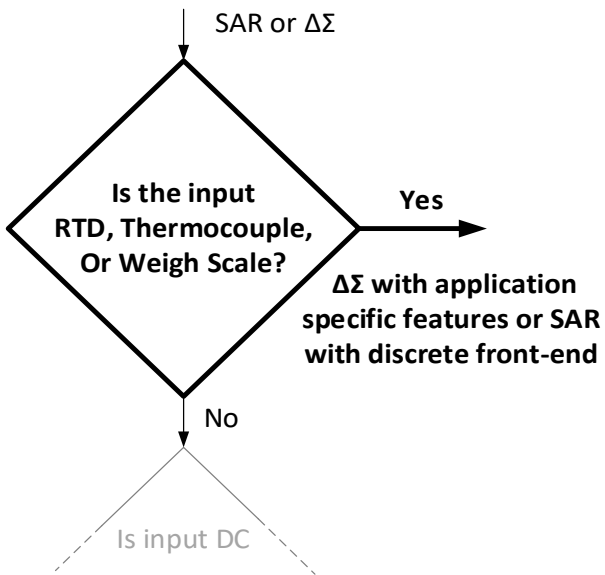 SAR or ΔΣ
Is the input
RTD, Thermocouple,
Or Weigh Scale?
Yes
ΔΣ with application
specific features or SAR
with discrete front-end
No
Is input DC